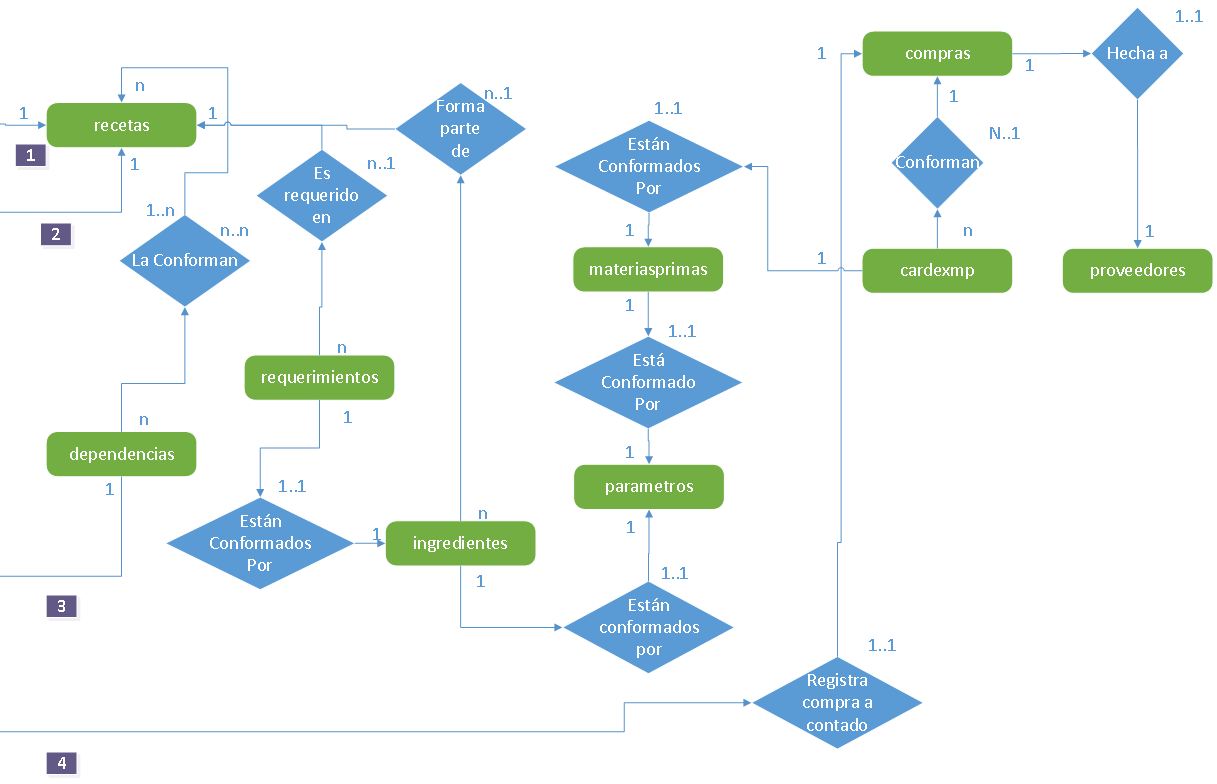 1..1
1
compras
1
Hecha a
n
1
recetas
1
1
1
n..1
Forma
parte
de
1..1
Están
Conformados
Por
1
N..1
Conforman
n..1
Es
requerido
en
1..n
n..n
La Conforman
2
1
materiasprimas
1
1
n
cardexmp
1
proveedores
1..1
Está
Conformado
Por
n
requerimientos
1
n
dependencias
1
1
parametros
1
1..1
Están
Conformados
Por
1
n
ingredientes
1
1..1
Están
conformados
por
3
1..1
Registra
compra a
contado
4